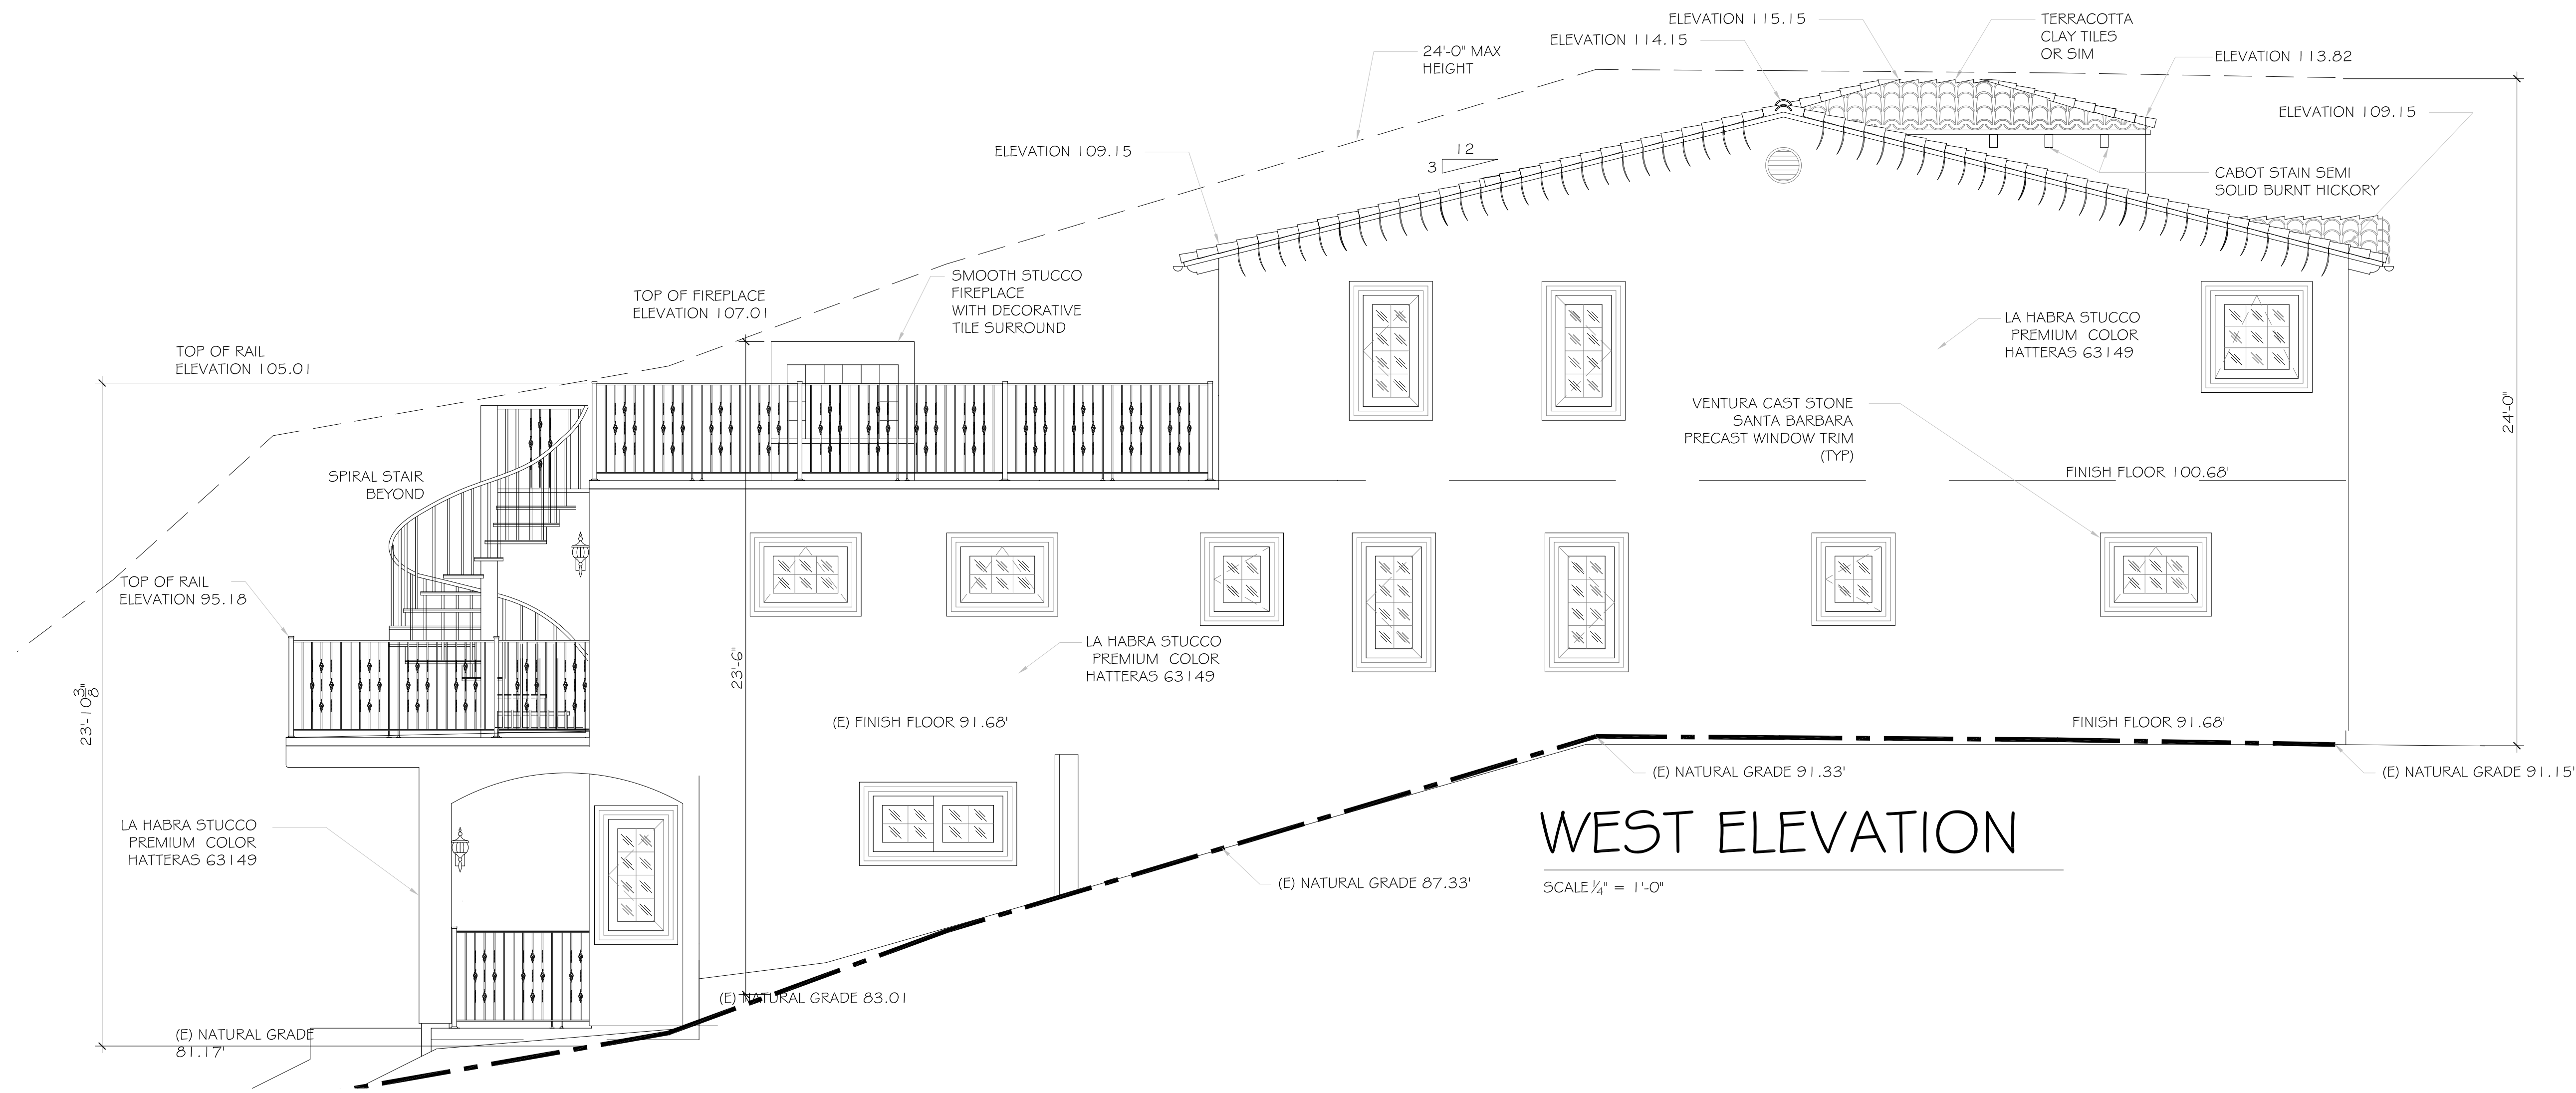 ELEVATION 115.15
TERRACOTTA
CLAY TILES
OR SIM
ELEVATION 114.15
24'-0" MAX
HEIGHT
ELEVATION 113.82
ELEVATION 109.15
ELEVATION 109.15
12
3
CABOT STAIN SEMI
SOLID BURNT HICKORY
SMOOTH STUCCO
FIREPLACE
WITH DECORATIVE
TILE SURROUND
TOP OF FIREPLACE
ELEVATION 107.01
LA HABRA STUCCO
PREMIUM COLOR
HATTERAS 63149
TOP OF RAIL
ELEVATION 105.01
VENTURA CAST STONE
SANTA BARBARA
PRECAST WINDOW TRIM
(TYP)
24'-0"
SPIRAL STAIR
BEYOND
FINISH FLOOR 100.68'
TOP OF RAIL
ELEVATION 95.18
LA HABRA STUCCO
PREMIUM COLOR
HATTERAS 63149
23'-6"
23'-10 3/8"
(E) FINISH FLOOR 91.68'
FINISH FLOOR 91.68'
(E) NATURAL GRADE 91.33'
(E) NATURAL GRADE 91.15'
LA HABRA STUCCO
PREMIUM COLOR
HATTERAS 63149
WEST ELEVATION
SCALE 1/4" = 1'-0"
(E) NATURAL GRADE 87.33'
(E) NATURAL GRADE 83.01
(E) NATURAL GRADE
81.17'